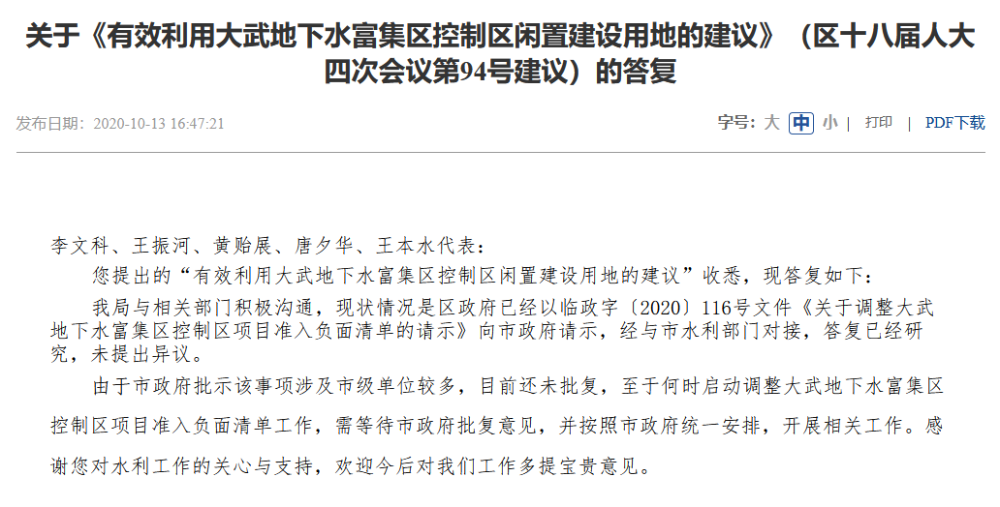 关于《有效利用大武地下水富集区控制区闲置建设用地的建议》（区十八届人大
四次会议第94号建议）的答复
发布日期：2020-10-13 16:47:21
字号：大 中 小 | 打印 | PDF下载
李文科、王振河、黄贻展、唐夕华、王本水代表：
您提出的“有效利用大武地下水富集区控制区闲置建设用地的建议”收悉，现答复如下：
我局与相关部门积极沟通，现状情况是区政府已经以临政字〔2020〕116号文件《关于调整大武
地下水富集区控制区项目准入负面清单的请示》向市政府请示，经与市水利部门对接，答复已经研
究，未提出异议。
由于市政府批示该事项涉及市级单位较多，目前还未批复，至于何时启动调整大武地下水富集区
控制区项目准入负面清单工作，需等待市政府批复意见，并按照市政府统一安排，开展相关工作。感
谢您对水利工作的关心与支持，欢迎今后对我们工作多提宝贵意见。